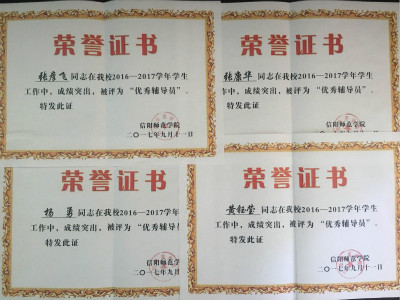 荣誉证书
张彦飞 同志在我校2016—2017学年学生
工作中，成绩突出，被评为“优秀辅导员”，
特发此证
信阳师范学院
二〇一七年九月十一日
荣誉证书
张康华 同志在我校2016—2017学年学生
工作中，成绩突出，被评为“优秀辅导员”，
特发此证
信阳师范学院
二〇一七年九月十一日
荣誉证书
杨 勇 同志在我校2016—2017学年
工作中，成绩突出，被评为“优秀辅
特发此证
信阳师范学
二〇一七年九月
荣誉证书
黄钰莹 同志在我校2016—2017学年学生
工作中，成绩突出，被评为“优秀辅导员”，
特发此证
信阳师范学院
二〇一七年九月十一日